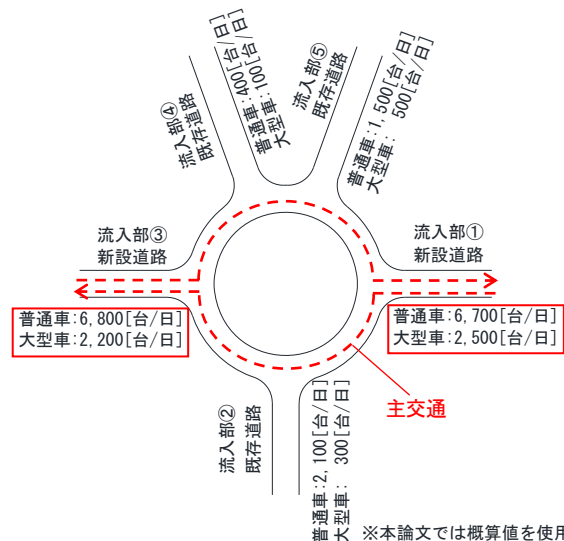 流入部④
既存道路
普通車:400[台/日]
大型車:100[台/日]
流入部⑤
既存道路
普通車:1,500[台/日]
大型車: 500[台/日]
流入部③
新設道路
流入部①
新設道路
普通車:6,800[台/日]
大型車:2,200[台/日]
普通車:6,700[台/日]
大型車:2,500[台/日]
主交通
流入部②
既存道路
普通車:2,100[台/日]
大型車: 300[台/日]
※本論文では概算値を使用